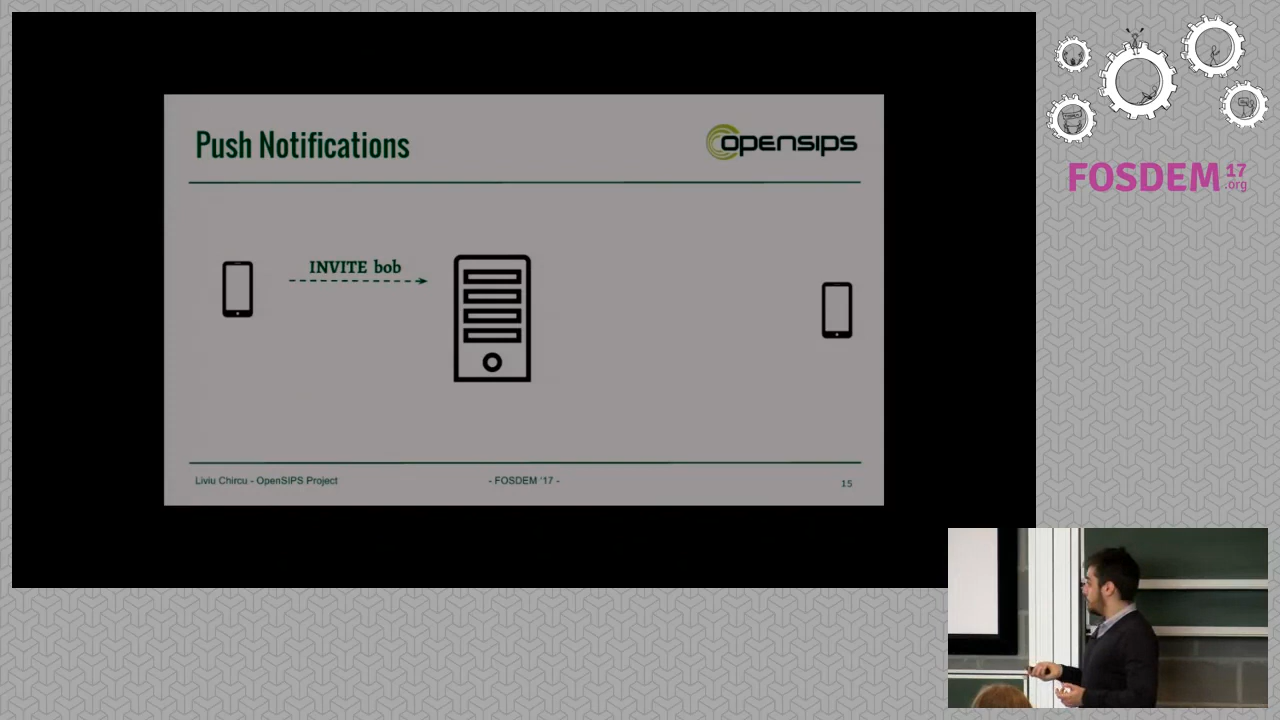 Push Notifications
opensips
INVITE bob
Liviu Chircu - OpenSIPS Project
- FOSDEM '17 -
15
FOSDEM 17
.org